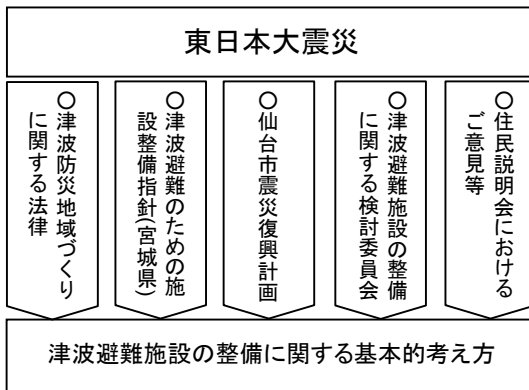 東日本大震災
○津波防災地域づくり
に関する法律
○津波避難のための施
設整備指針(宮城県)
○仙台市震災復興計画
○津波避難施設の整備
に関する検討委員会
○住民説明会における
ご意見等
津波避難施設の整備に関する基本的考え方